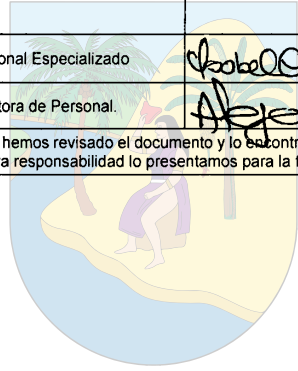 onal Especializado
tora de Personal.
hemos revisado el documento y lo encontr
a responsabilidad lo presentamos para la f